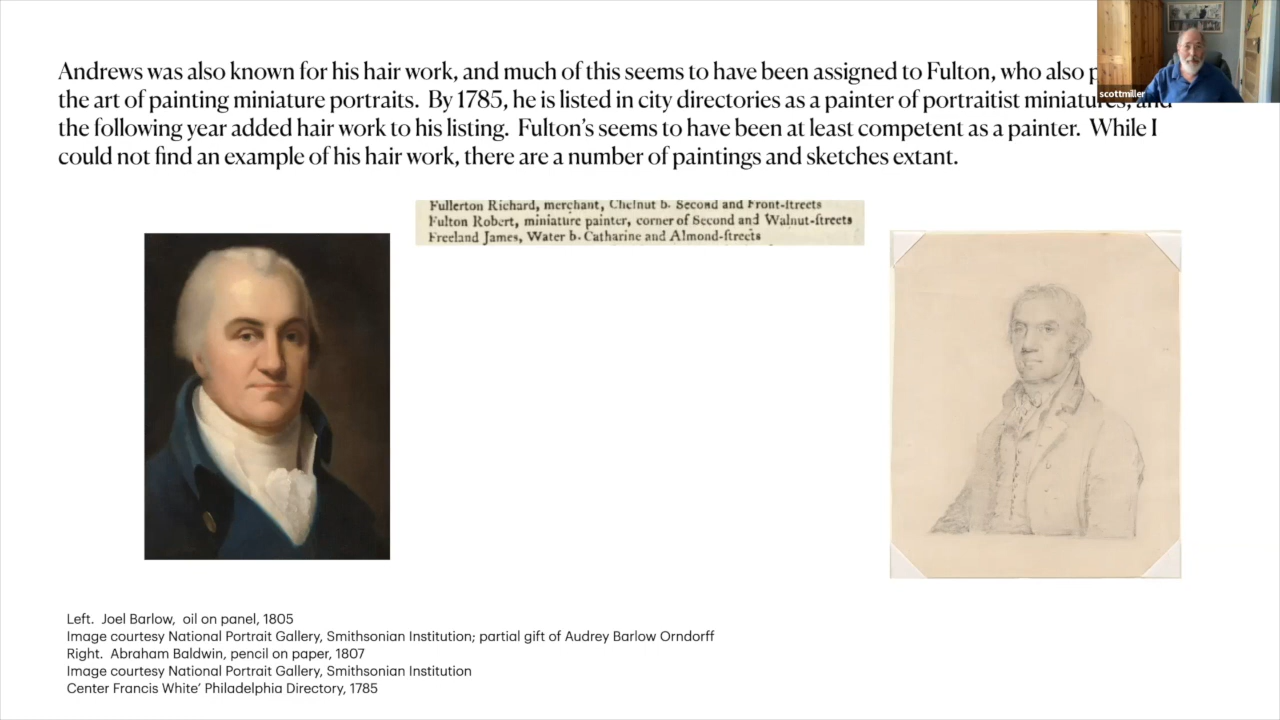 Andrews was also known for his hair work, and much of this seems to have been assigned to Fulton, who also
the art of painting miniature portraits. By 1785, he is listed in city directories as a painter of portraitist miniatures, and
the following year added hair work to his listing. Fulton's seems to have been at least competent as a painter. While I
could not find an example of his hair work, there are a number of paintings and sketches extant.
scottmiller
Fullerton Richard, merchant, Cheſnut b. Second and Front-ſtreets
Fulton Robert, miniature painter, corner of Second and Walnut-ſtreets
Freeland James, Water b. Catharine and Almond-ſtreets
Left. Joel Barlow, oil on panel, 1805
Image courtesy National Portrait Gallery, Smithsonian Institution; partial gift of Audrey Barlow Orndorff
Right. Abraham Baldwin, pencil on paper, 1807
Image courtesy National Portrait Gallery, Smithsonian Institution
Center Francis White' Philadelphia Directory, 1785